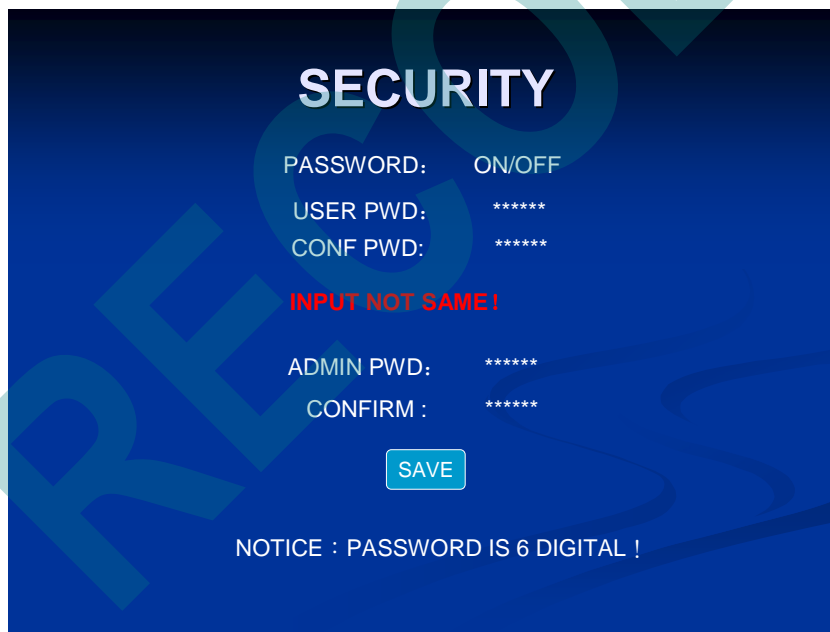 SECURITY
PASSWORD： ON/OFF
USER PWD： ******
CONF PWD: ******
INPUT NOT SAME！
ADMIN PWD： ******
CONFIRM : ******
SAVE
NOTICE：PASSWORD IS 6 DIGITAL！